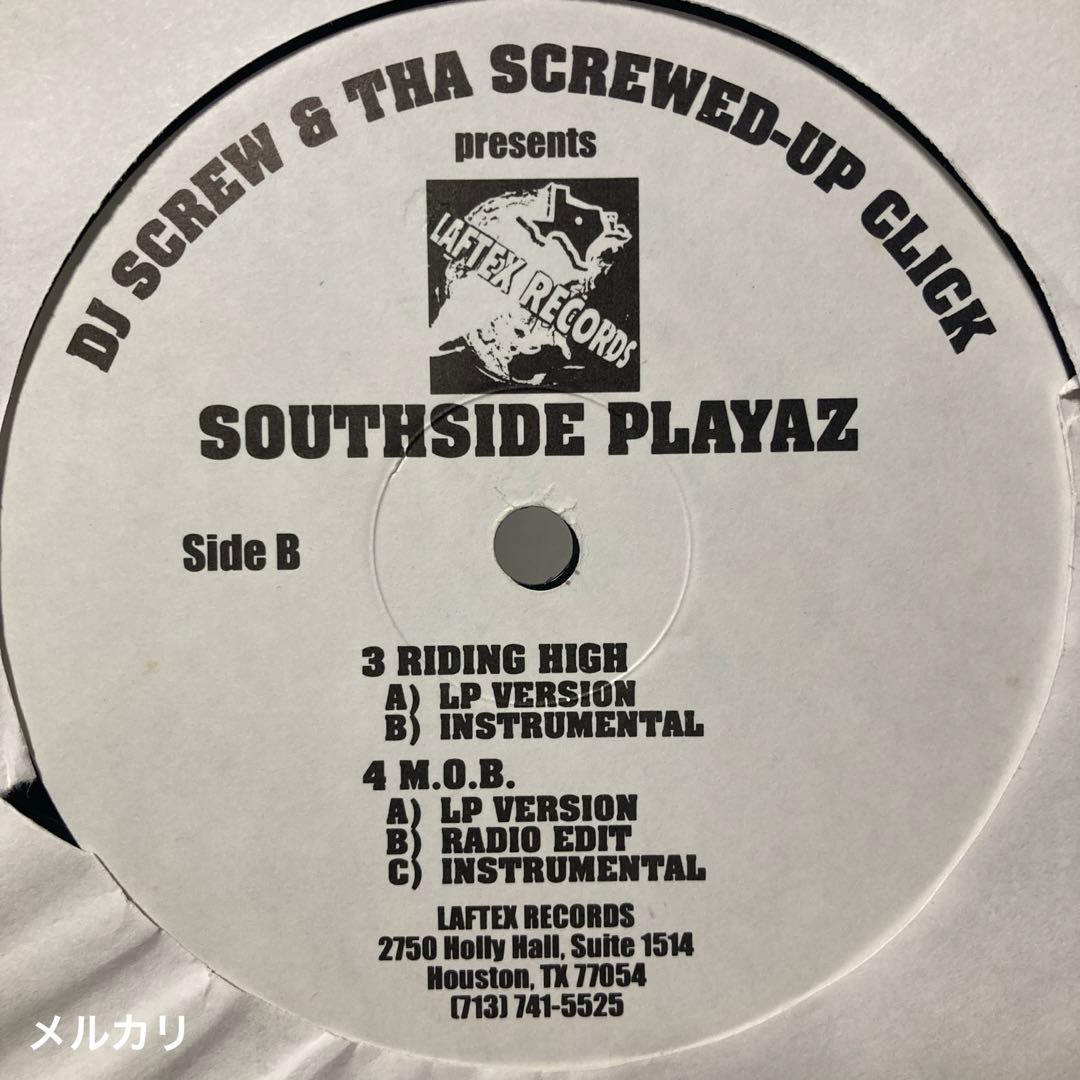 DJ SCREW & THA SCREWED-UP CLICK
presents
LAFTEX RECORDS
SOUTHSIDE PLAYAZ
Side B
3 RIDING HIGH
A) LP VERSION
B) INSTRUMENTAL
4 M.O.B.
A) LP VERSION
B) RADIO EDIT
C) INSTRUMENTAL
LAFTEX RECORDS
2750 Holly Hall, Suite 1514
Houston, TX 77054
(713) 741-5525
メルカリ